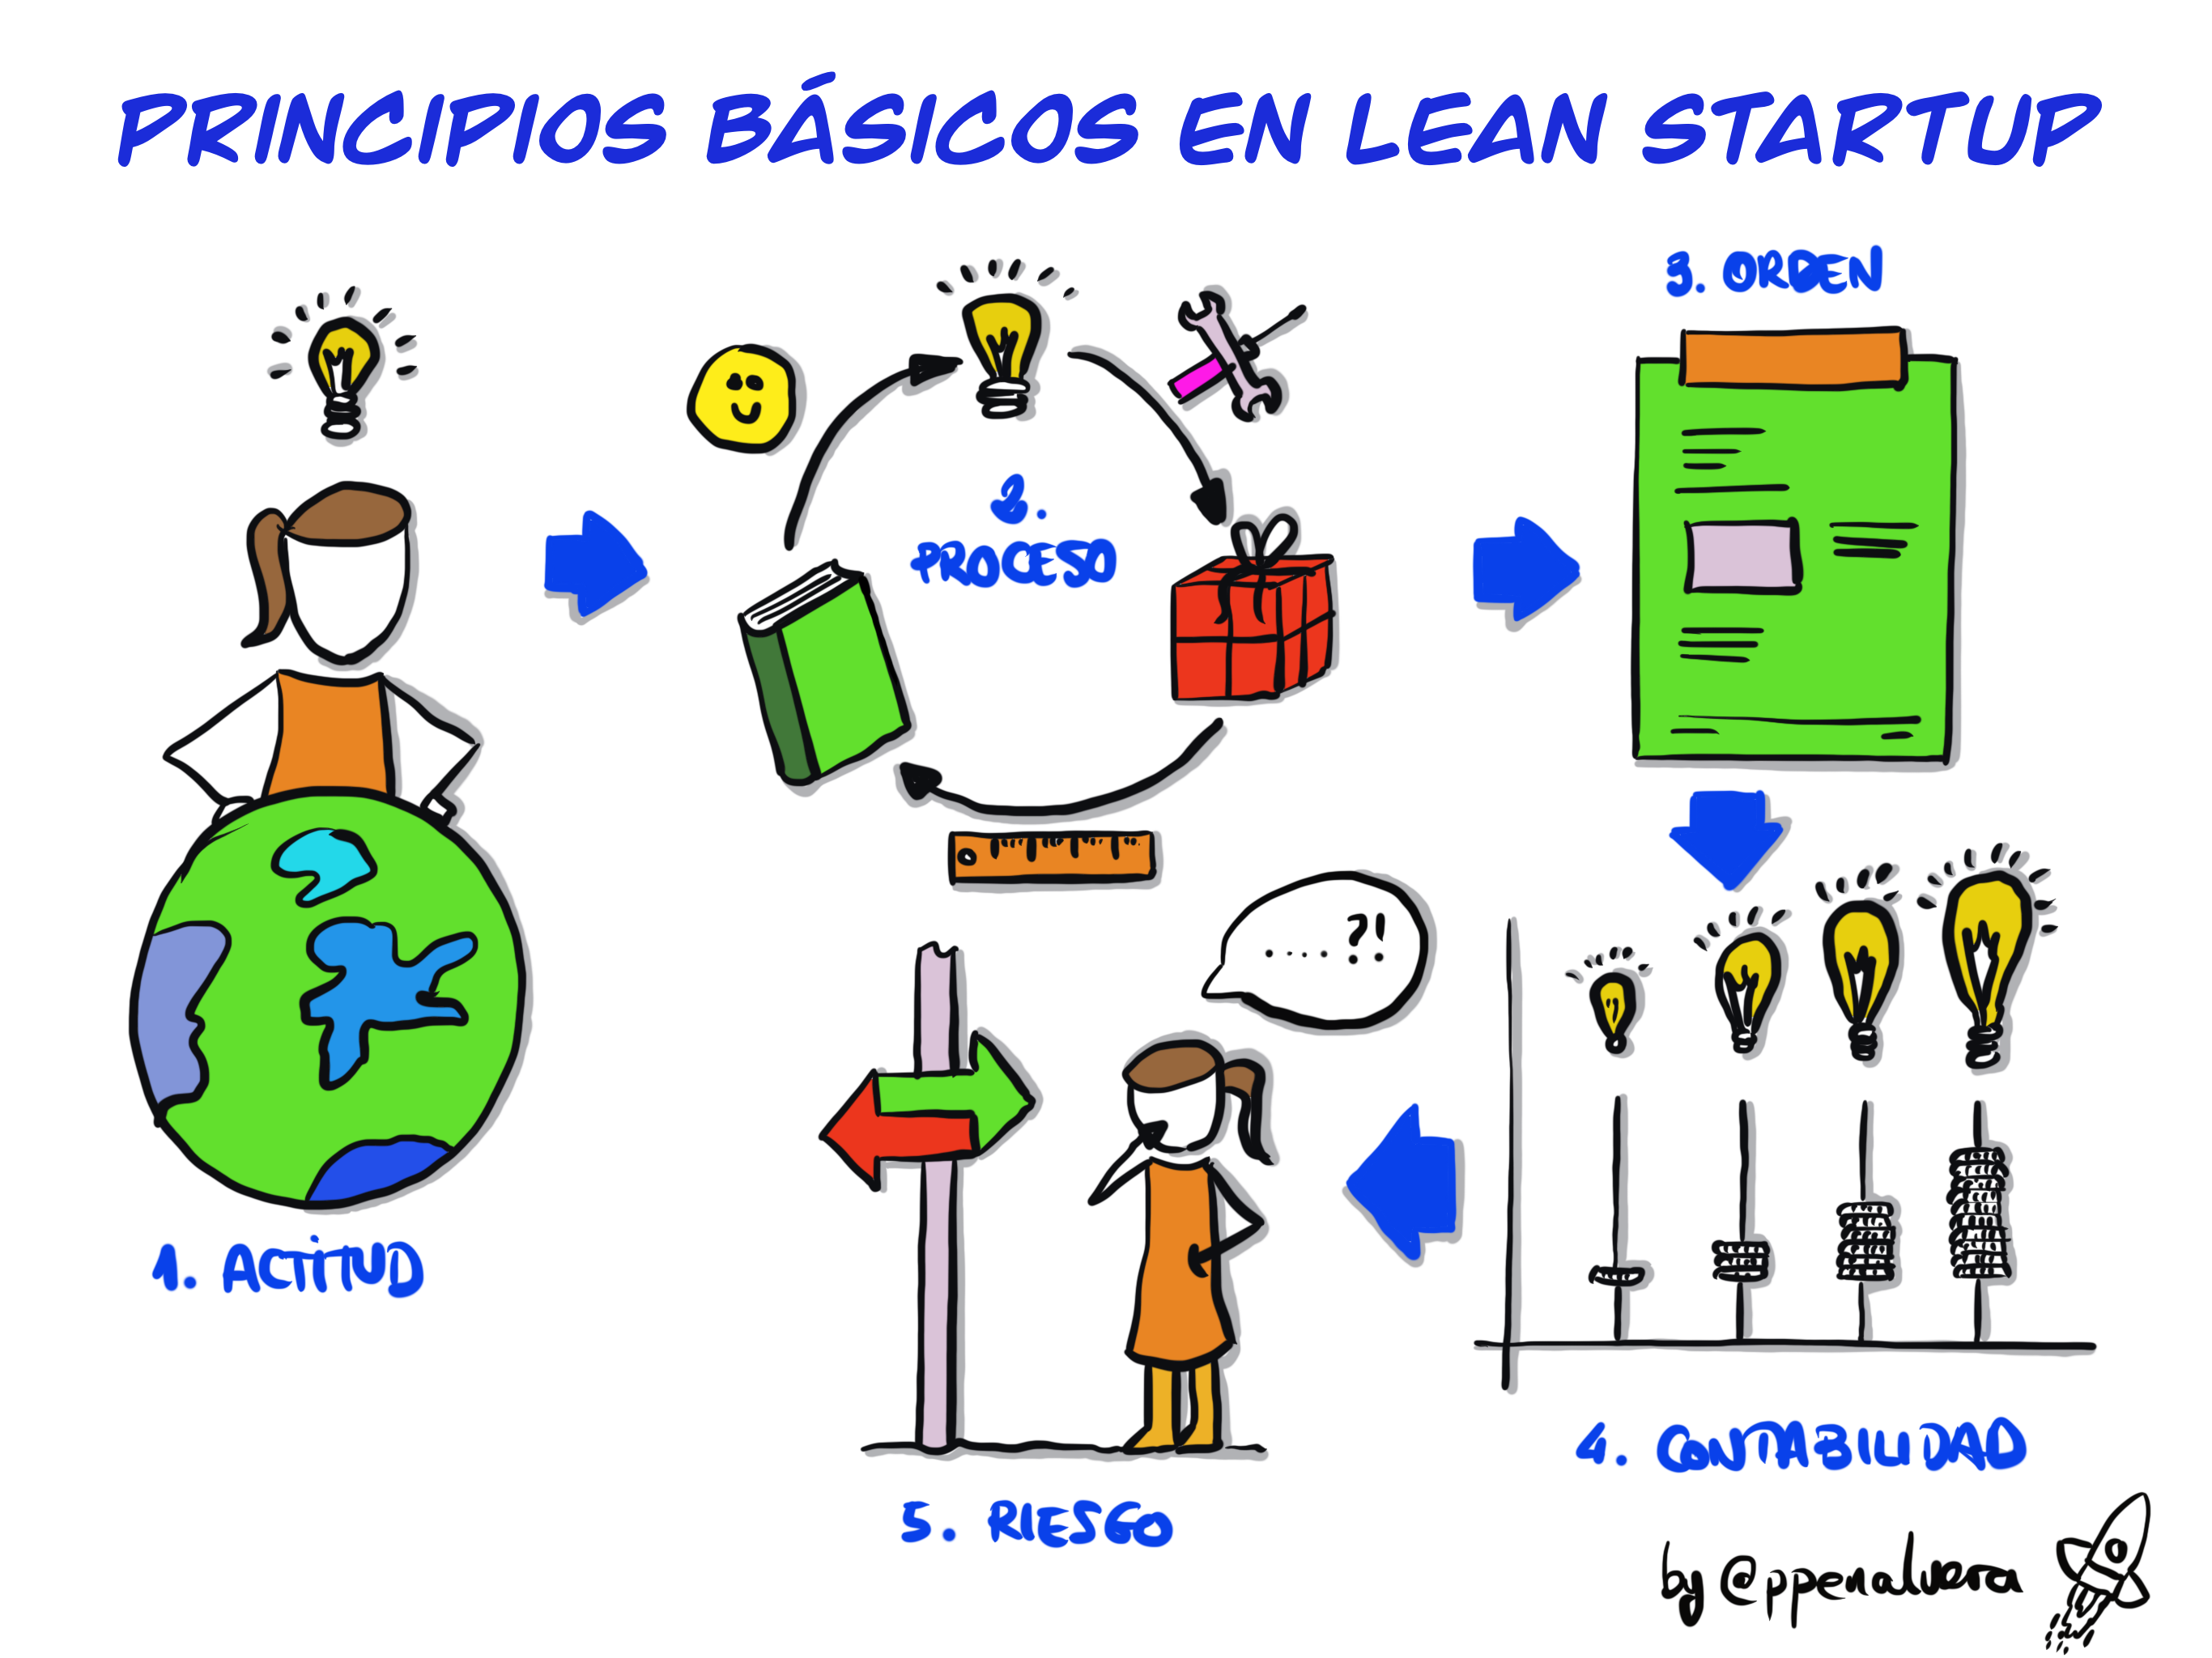 PRINCIPIOS BÁSICOS EN LEAN STARTUP
1. ACTITUD
2.
PROCESO
3. ORDEN
4. CONTABILIDAD
.... ?!
5. RIESGO
by @ppenalvera